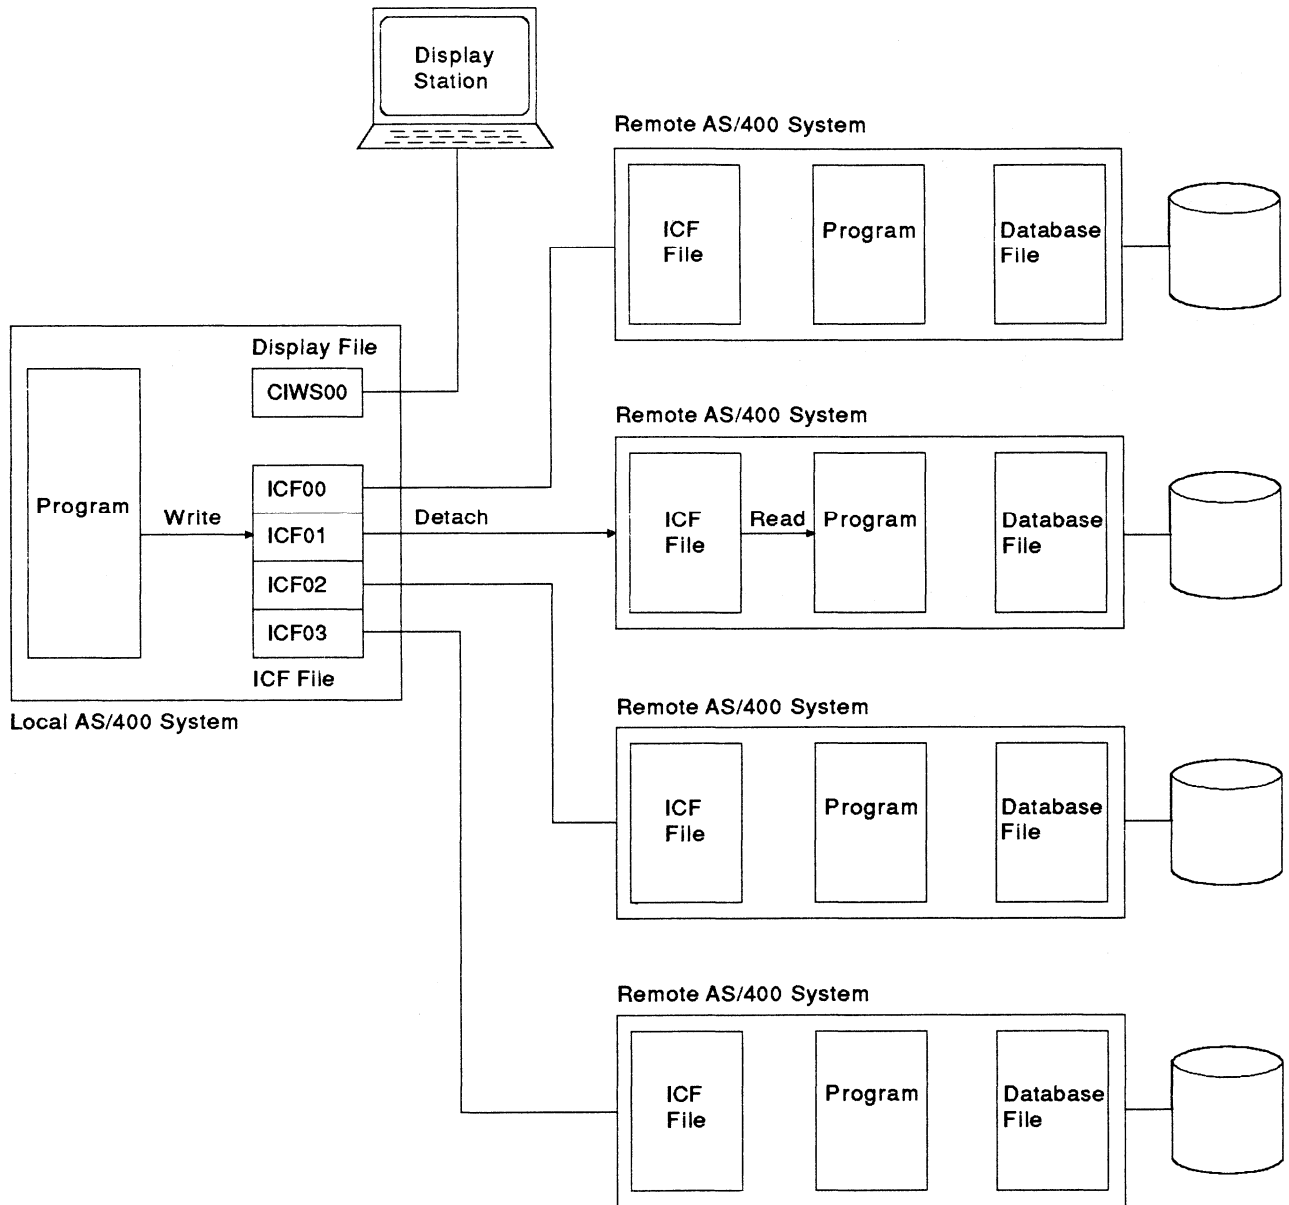 Display
Station
Remote AS/400 System
ICF
File
Program
Database
File
Display File
CIWS00
Remote AS/400 System
Program
Write
ICF00
ICF01
ICF02
ICF03
ICF File
Local AS/400 System
Detach
ICF
File
Read
Program
Database
File
Remote AS/400 System
ICF
File
Program
Database
File
Remote AS/400 System
ICF
File
Program
Database
File